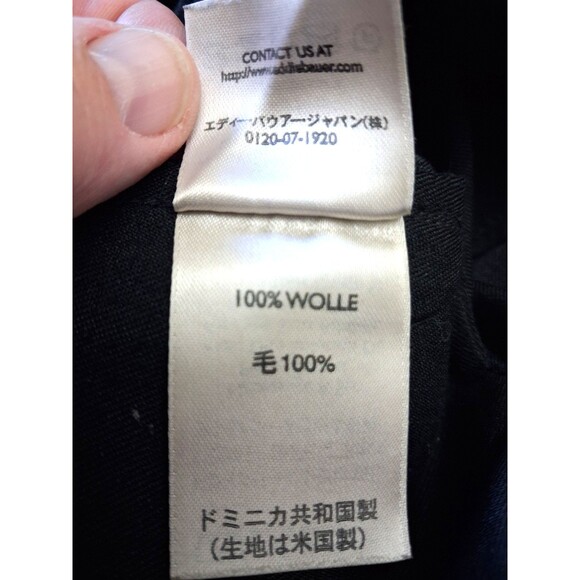 CONTACT US AT
http://www.eddiebauer.com
エディー・バウアー・ジャパン(株)
0120-07-1920
100% WOLLE
毛100%
ドミニカ共和国製
(生地は米国製)